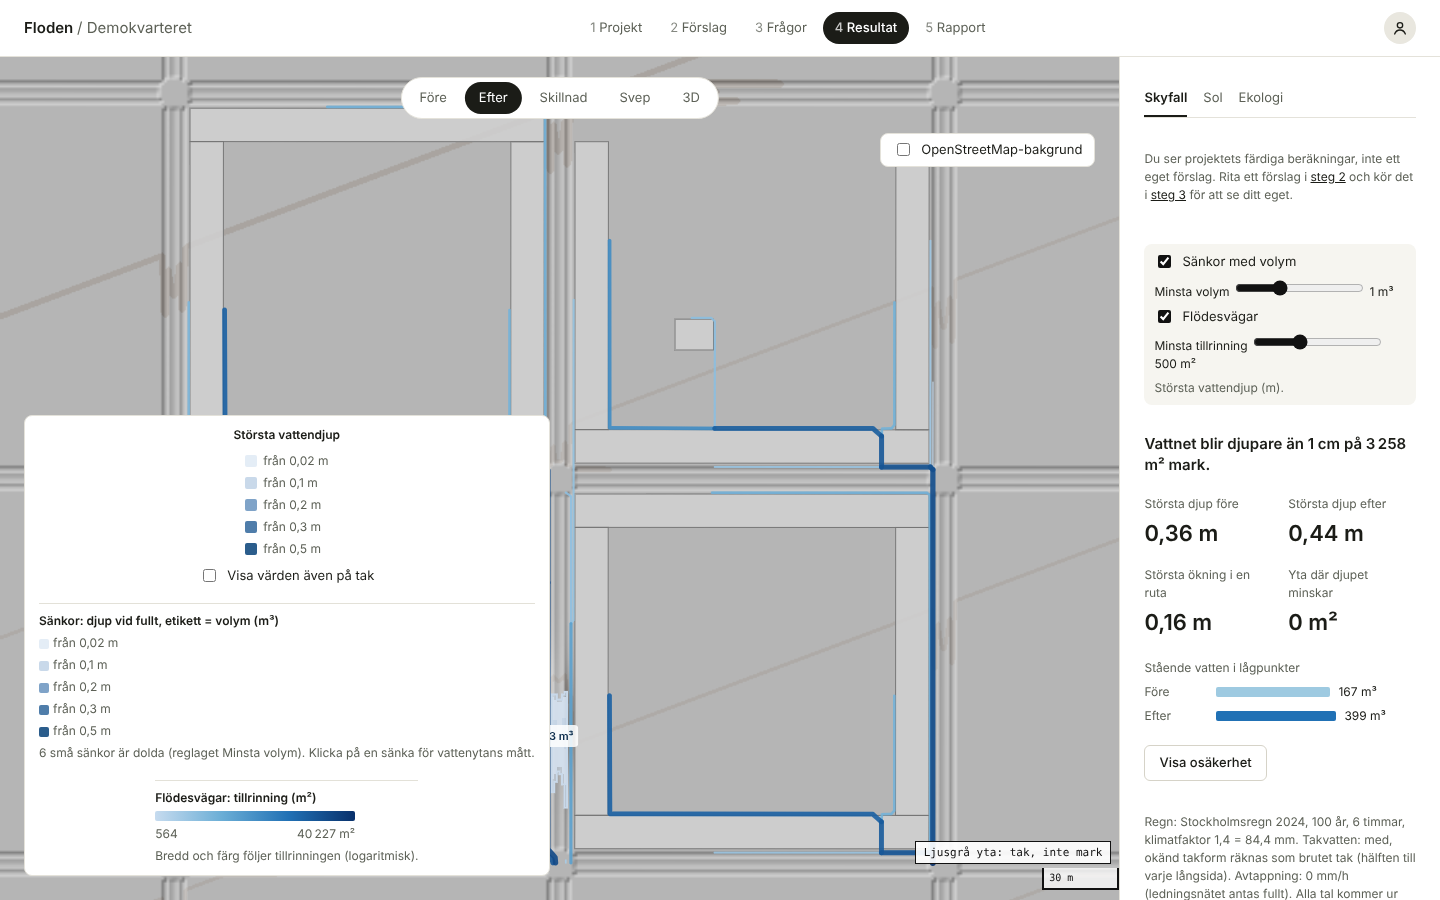 Floden / Demokvarteret
1 Projekt
2 Förslag
3 Frågor
4 Resultat
5 Rapport
Före
Efter
Skillnad
Svep
3D
OpenStreetMap-bakgrund
Största vattendjup
från 0,02 m
från 0,1 m
från 0,2 m
från 0,3 m
från 0,5 m
Visa värden även på tak
Sänkor: djup vid fullt, etikett = volym (m³)
från 0,02 m
från 0,1 m
från 0,2 m
från 0,3 m
från 0,5 m
6 små sänkor är dolda (reglaget Minsta volym). Klicka på en sänka för vattenytans mått.
Flödesvägar: tillrinning (m²)
564
40 227 m²
Bredd och färg följer tillrinningen (logaritmisk).
3 m³
Ljusgrå yta: tak, inte mark
30 m
Skyfall
Sol
Ekologi
Du ser projektets färdiga beräkningar, inte ett
eget förslag. Rita ett förslag i steg 2 och kör det
i steg 3 för att se ditt eget.
Sänkor med volym
Minsta volym
1 m³
Flödesvägar
Minsta tillrinning
500 m²
Största vattendjup (m).
Vattnet blir djupare än 1 cm på 3 258
m² mark.
Största djup före
0,36 m
Största djup efter
0,44 m
Största ökning i en
ruta
0,16 m
Yta där djupet
minskar
0 m²
Stående vatten i lågpunkter
Före
167 m³
Efter
399 m³
Visa osäkerhet
Regn: Stockholmsregn 2024, 100 år, 6 timmar,
klimatfaktor 1,4 = 84,4 mm. Takvatten: med,
okänd takform räknas som brutet tak (hälften till
varje långsida). Avtappning: 0 mm/h
(ledningsnätet antas fullt). Alla tal kommer ur